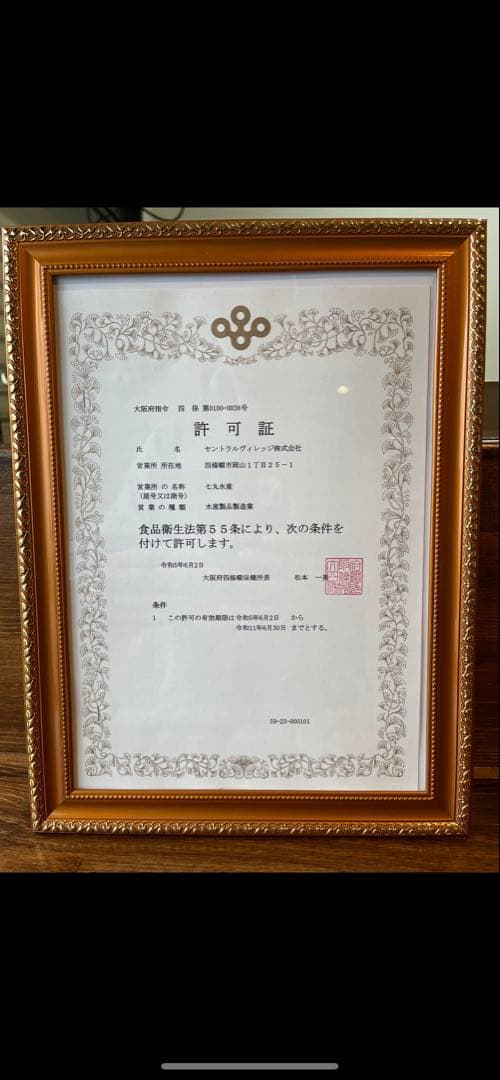 大阪府指令 四 保 第0100-0038号
許可証
氏 名 セントラルヴィレッジ株式会社
営業所 所在地 四條畷市岡山1丁目25-1
営業所 の 名称 七丸水産
(屋号又は商号)
営 業 の 種 類 水産製品製造業
食品衛生法第55条により、次の条件を
付けて許可します。
令和5年6月2日
大阪府四條畷保健所長 松本 一美
条件
1 この許可の有効期限は令和5年6月2日 から
令和11年6月30日 までとする。
59-23-000101